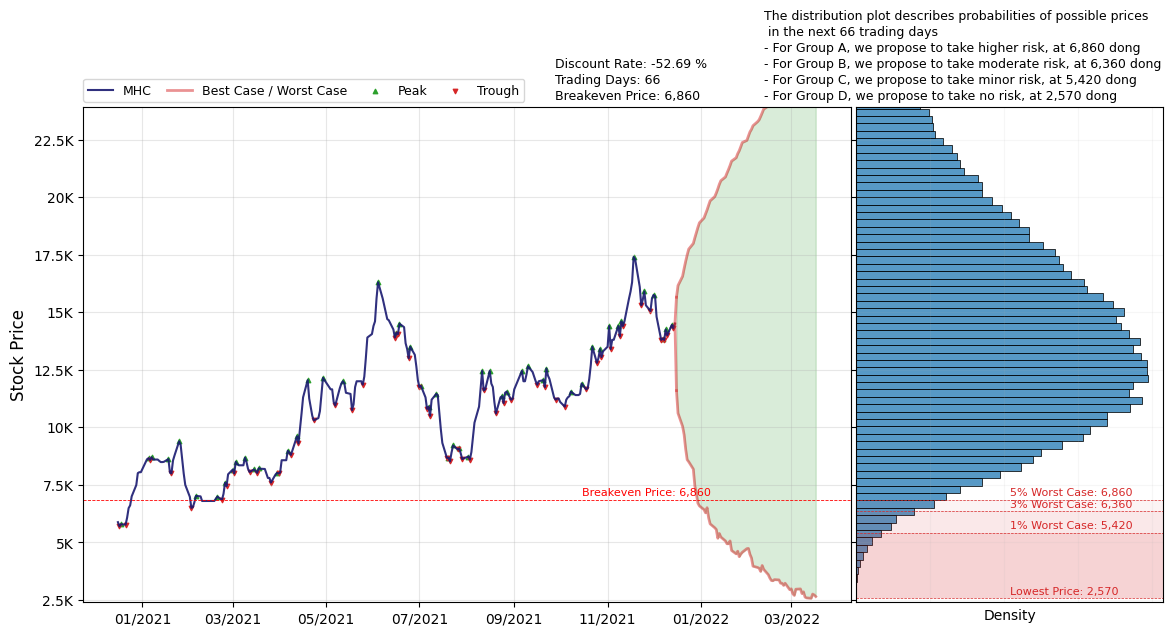 The distribution plot describes probabilities of possible prices
in the next 66 trading days
- For Group A, we propose to take higher risk, at 6,860 dong
- For Group B, we propose to take moderate risk, at 6,360 dong
- For Group C, we propose to take minor risk, at 5,420 dong
- For Group D, we propose to take no risk, at 2,570 dong
Discount Rate: -52.69 %
Trading Days: 66
Breakeven Price: 6,860
MHC
Best Case / Worst Case
Peak
Trough
Stock Price
22.5K
20K
17.5K
15K
12.5K
10K
7.5K
5K
2.5K
Breakeven Price: 6,860
5% Worst Case: 6,860
3% Worst Case: 6,360
1% Worst Case: 5,420
Lowest Price: 2,570
01/2021
03/2021
05/2021
07/2021
09/2021
11/2021
01/2022
03/2022
Density